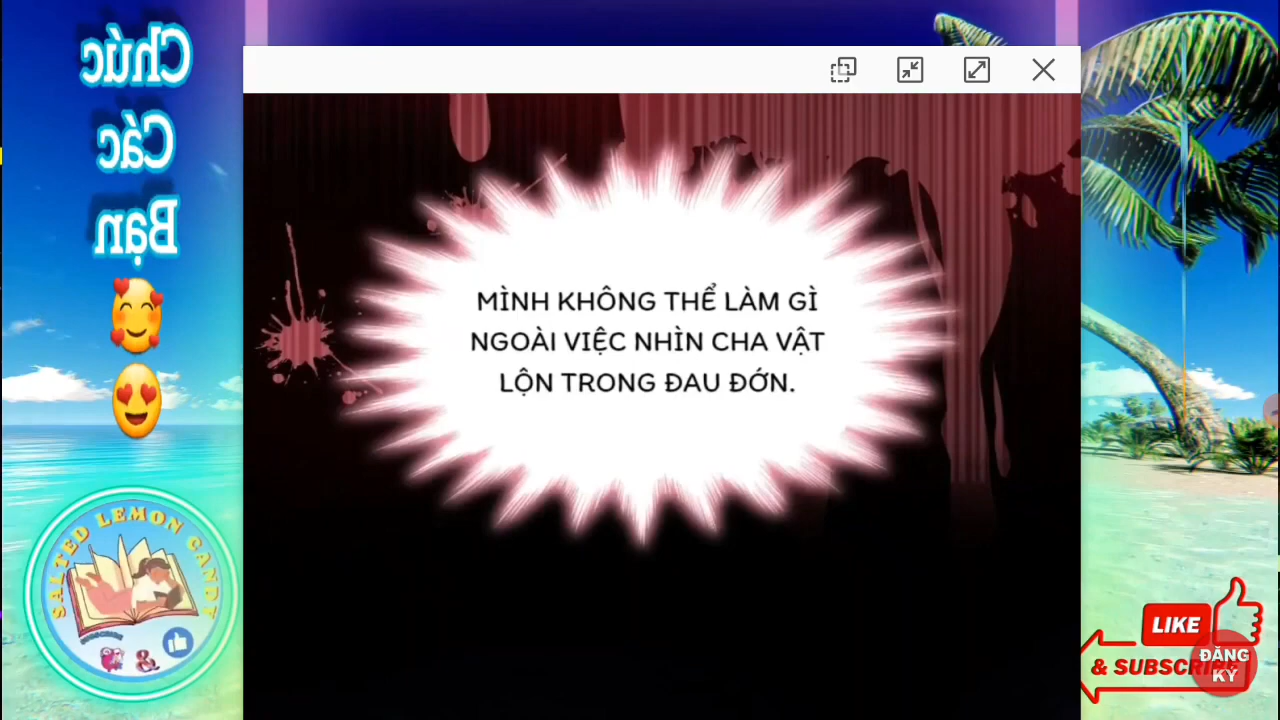 Chúc
Các
Bạn
MÌNH KHÔNG THỂ LÀM GÌ
NGOÀI VIỆC NHÌN CHA VẬT
LỘN TRONG ĐAU ĐỚN.
SALTED LEMON CANDY
&
LIKE
& SUBSCRIBE
ĐĂNG
KÝ